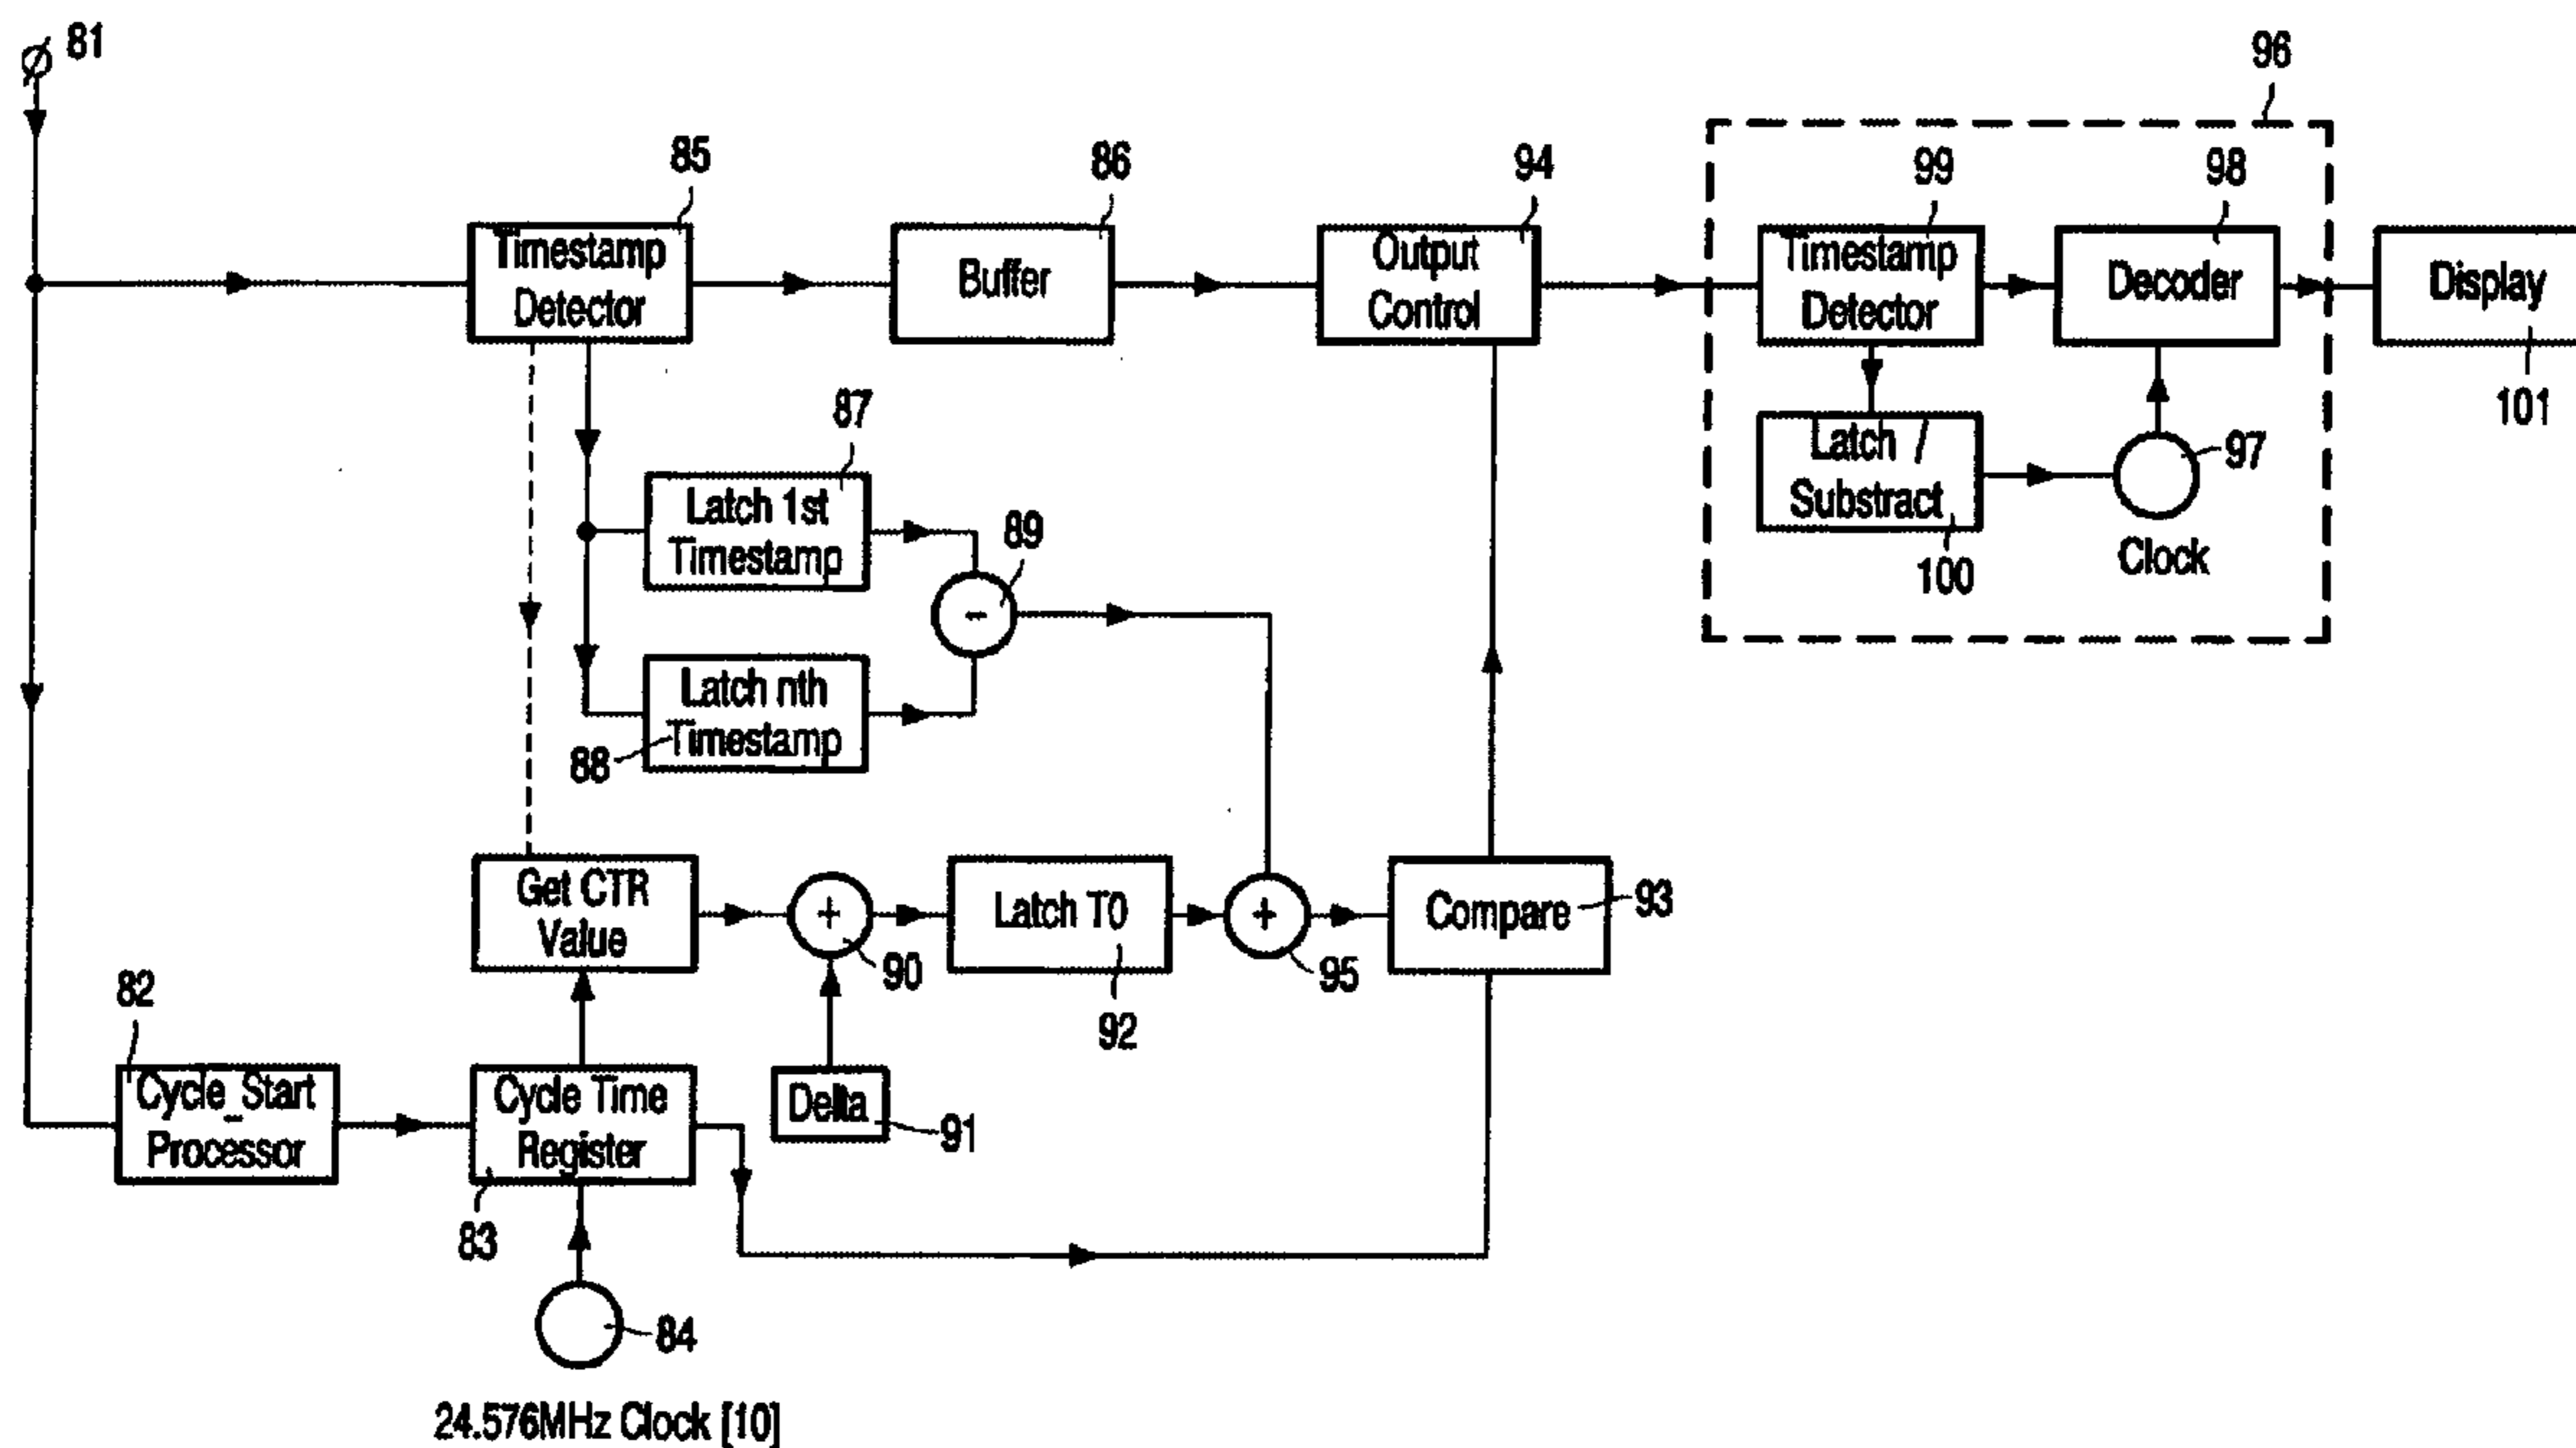 81
96
85
86
94
99
98
Timestamp
Detector
Buffer
Output
Control
Timestamp
Detector
Decoder
Display
101
87
Latch 1st
Timestamp
89
-
Latch /
Substract
100
97
Clock
Latch nth
Timestamp
88
Get CTR
Value
+
90
Latch T0
92
+
95
Compare
93
82
Cycle_Start
Processor
Cycle Time
Register
83
Delta
91
84
24.576MHz Clock [10]